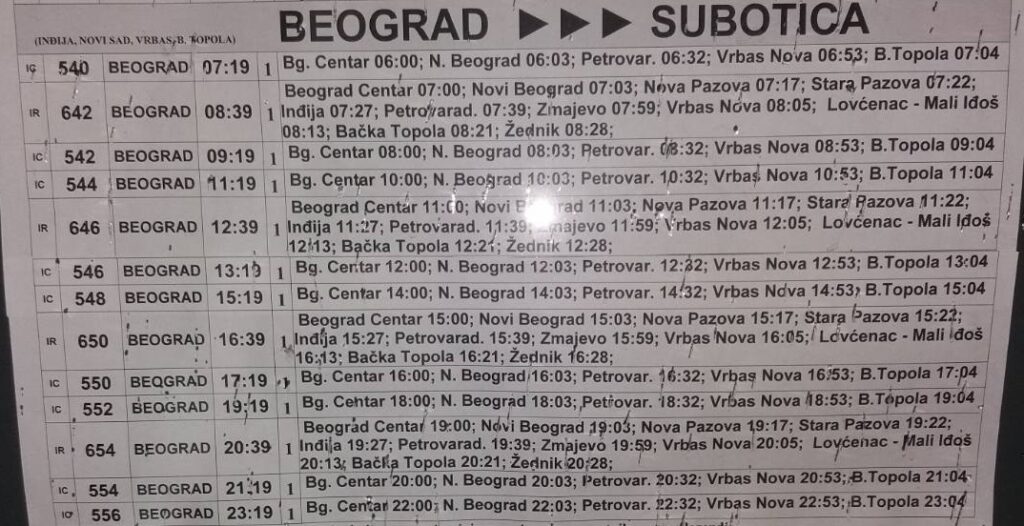 BEOGRAD ►►► SUBOTICA
(INĐIJA, NOVI SAD, VRBAS, B. TOPOLA)
IC 540 BEOGRAD 07:19 1 Bg. Centar 06:00; N. Beograd 06:03; Petrovar. 06:32; Vrbas Nova 06:53; B.Topola 07:04
Beograd Centar 07:00; Novi Beograd 07:03; Nova Pazova 07:17; Stara Pazova 07:22;
IR 642 BEOGRAD 08:39 1 Inđija 07:27; Petrovarad. 07:39; Zmajevo 07:59; Vrbas Nova 08:05; Lovćenac - Mali Iđoš
08:13; Bačka Topola 08:21; Žednik 08:28;
IC 542 BEOGRAD 09:19 1 Bg. Centar 08:00; N. Beograd 08:03; Petrovar. 08:32; Vrbas Nova 08:53; B.Topola 09:04
IC 544 BEOGRAD 11:19 1 Bg. Centar 10:00; N. Beograd 10:03; Petrovar. 10:32; Vrbas Nova 10:53; B.Topola 11:04
Beograd Centar 11:00; Novi Beograd 11:03; Nova Pazova 11:17; Stara Pazova 11:22;
IR 646 BEOGRAD 12:39 1 Inđija 11:27; Petrovarad. 11:39; Zmajevo 11:59; Vrbas Nova 12:05; Lovćenac - Mali Iđoš
12:13; Bačka Topola 12:21; Žednik 12:28;
IC 546 BEOGRAD 13:19 1 Bg. Centar 12:00; N. Beograd 12:03; Petrovar. 12:32; Vrbas Nova 12:53; B.Topola 13:04
IC 548 BEOGRAD 15:19 1 Bg. Centar 14:00; N. Beograd 14:03; Petrovar. 14:32; Vrbas Nova 14:53; B.Topola 15:04
Beograd Centar 15:00; Novi Beograd 15:03; Nova Pazova 15:17; Stara Pazova 15:22;
IR 650 BEOGRAD 16:39 1 Inđija 15:27; Petrovarad. 15:39; Zmajevo 15:59; Vrbas Nova 16:05; Lovćenac - Mali Iđoš
16:13; Bačka Topola 16:21; Žednik 16:28;
IC 550 BEOGRAD 17:19 1 Bg. Centar 16:00; N. Beograd 16:03; Petrovar. 16:32; Vrbas Nova 16:53; B.Topola 17:04
IC 552 BEOGRAD 19:19 1 Bg. Centar 18:00; N. Beograd 18:03; Petrovar. 18:32; Vrbas Nova 18:53; B.Topola 19:04
Beograd Centar 19:00; Novi Beograd 19:03; Nova Pazova 19:17; Stara Pazova 19:22;
IR 654 BEOGRAD 20:39 1 Inđija 19:27; Petrovarad. 19:39; Zmajevo 19:59; Vrbas Nova 20:05; Lovćenac - Mali Iđoš
20:13; Bačka Topola 20:21; Žednik 20:28;
IC 554 BEOGRAD 21:19 1 Bg. Centar 20:00; N. Beograd 20:03; Petrovar. 20:32; Vrbas Nova 20:53; B.Topola 21:04
IC 556 BEOGRAD 23:19 1 Bg. Centar 22:00; N. Beograd 22:03; Petrovar. 22:32; Vrbas Nova 22:53; B.Topola 23:04